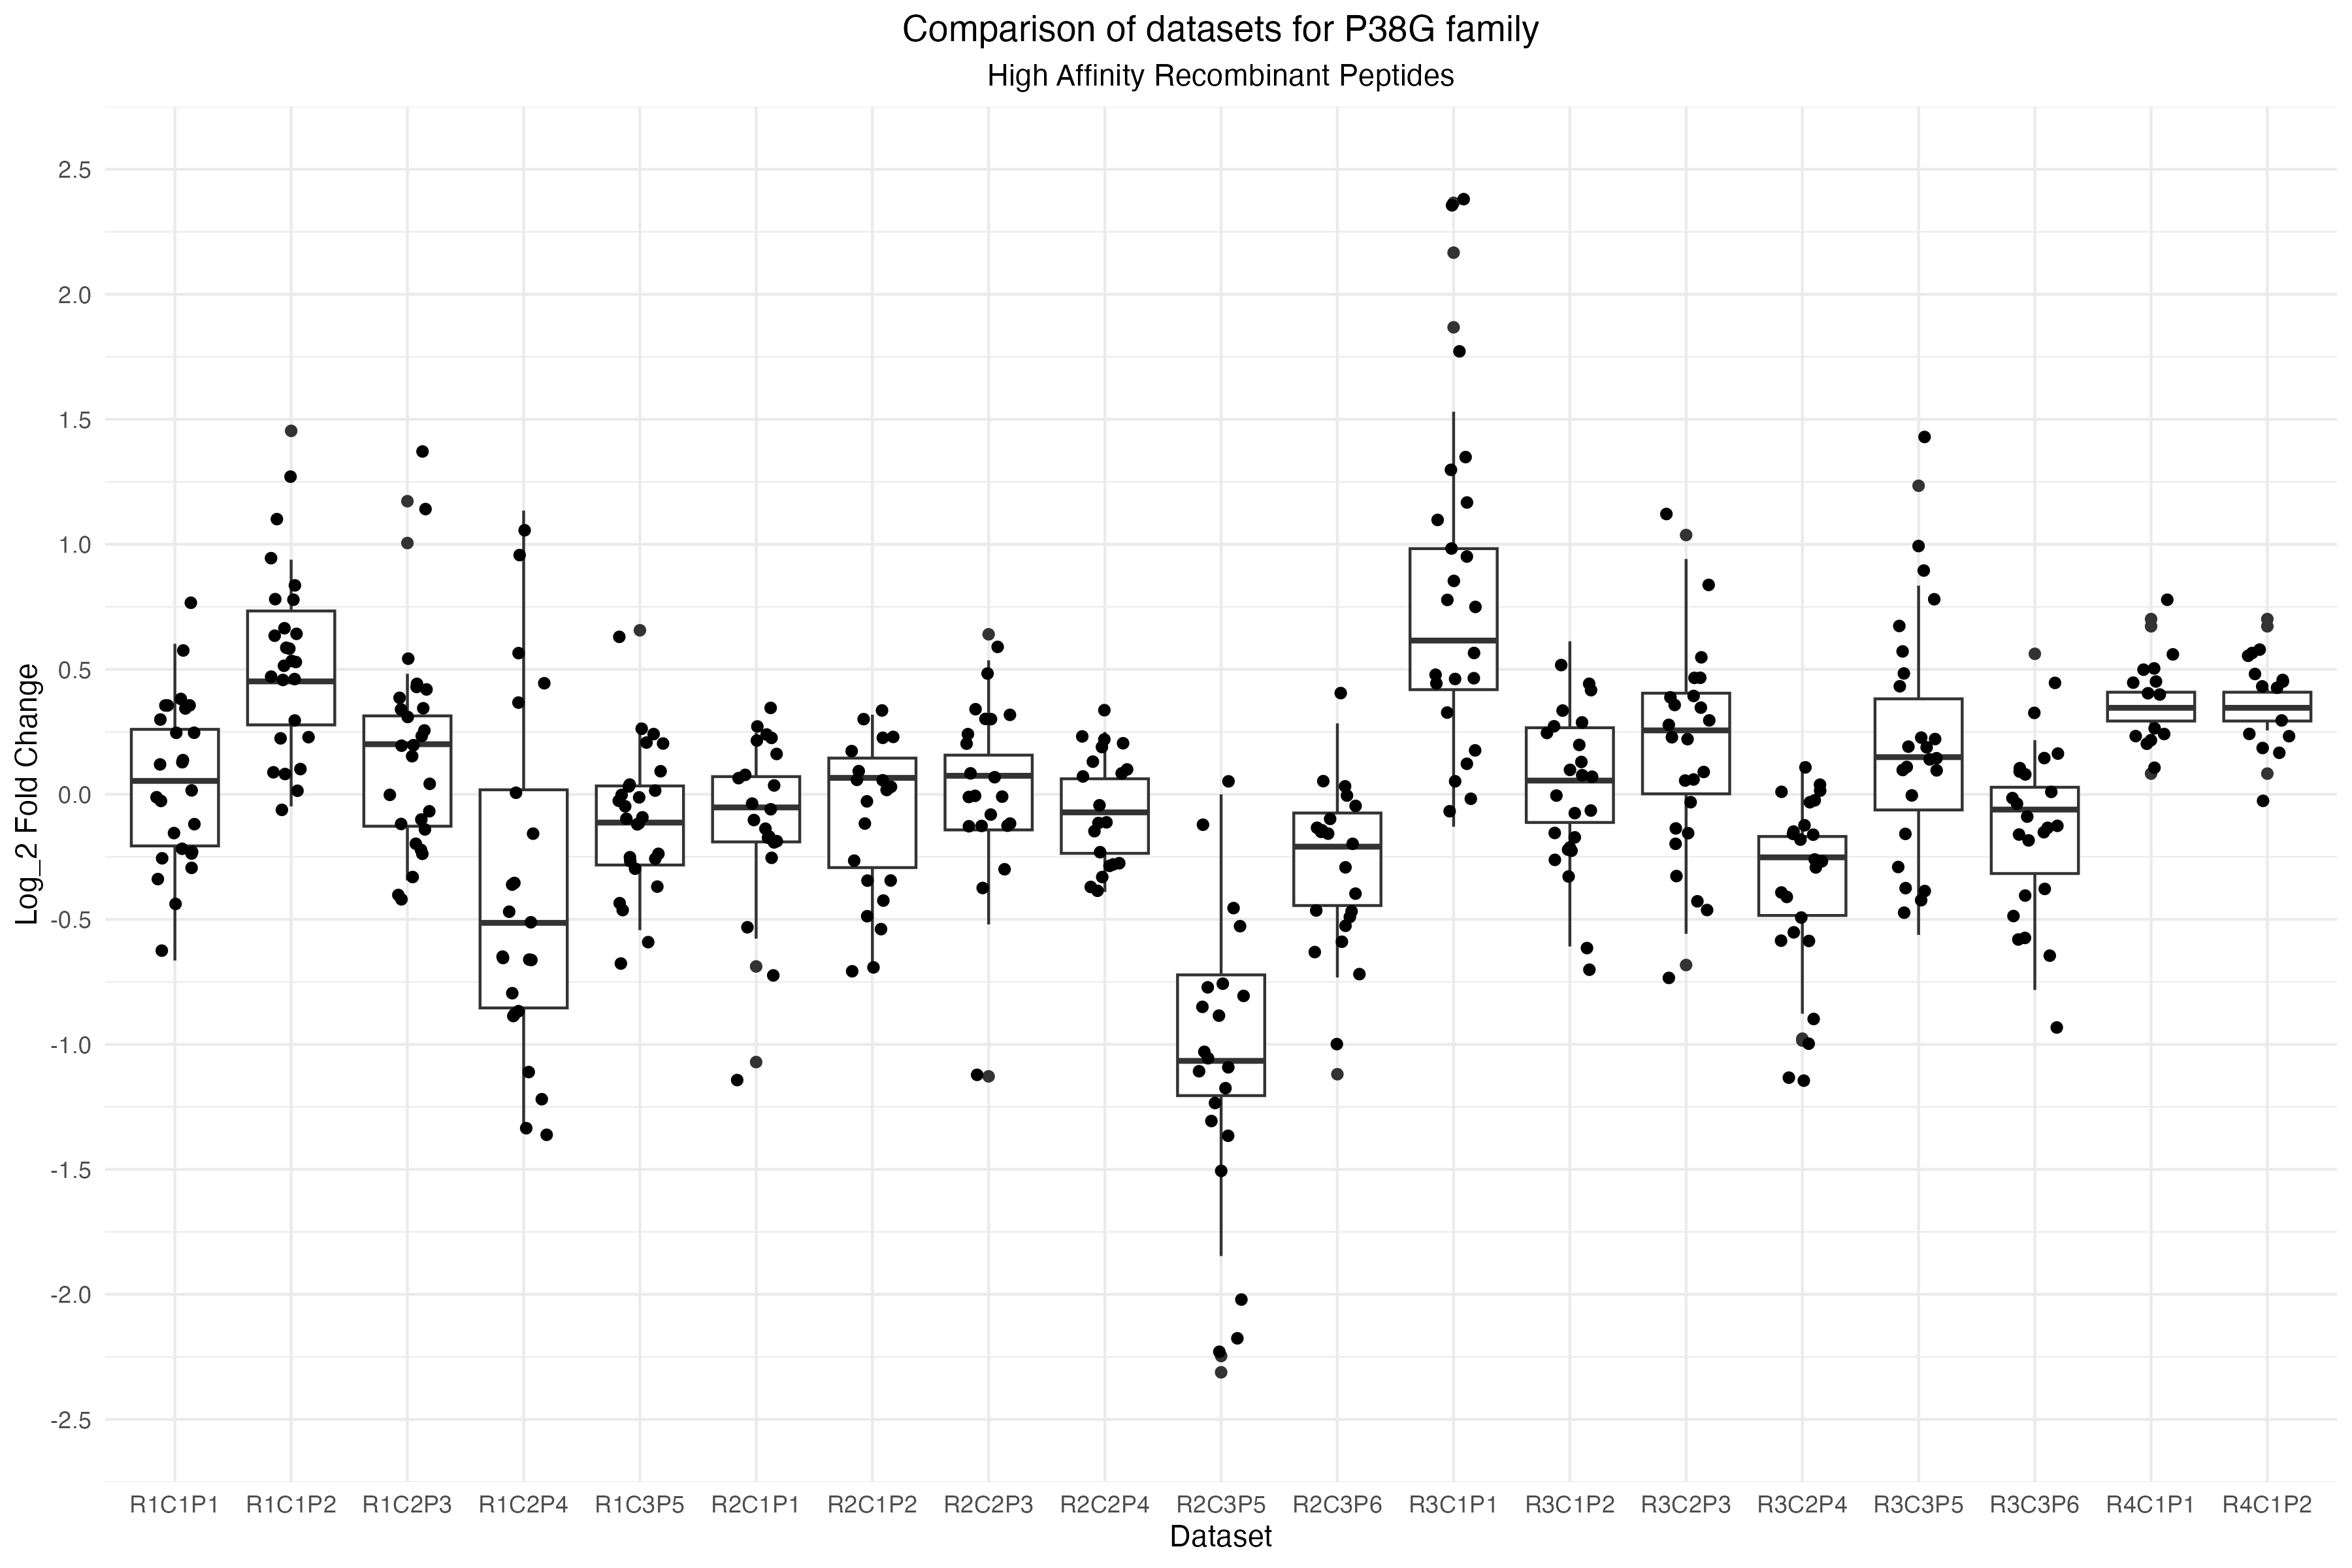 Comparison of datasets for P38G family
High Affinity Recombinant Peptides
Log_2 Fold Change
2.5
2.0
1.5
1.0
0.5
0.0
-0.5
-1.0
-1.5
-2.0
-2.5
R1C1P1 R1C1P2 R1C2P3 R1C2P4 R1C3P5 R2C1P1 R2C1P2 R2C2P3 R2C2P4 R2C3P5 R2C3P6 R3C1P1 R3C1P2 R3C2P3 R3C2P4 R3C3P5 R3C3P6 R4C1P1 R4C1P2
Dataset